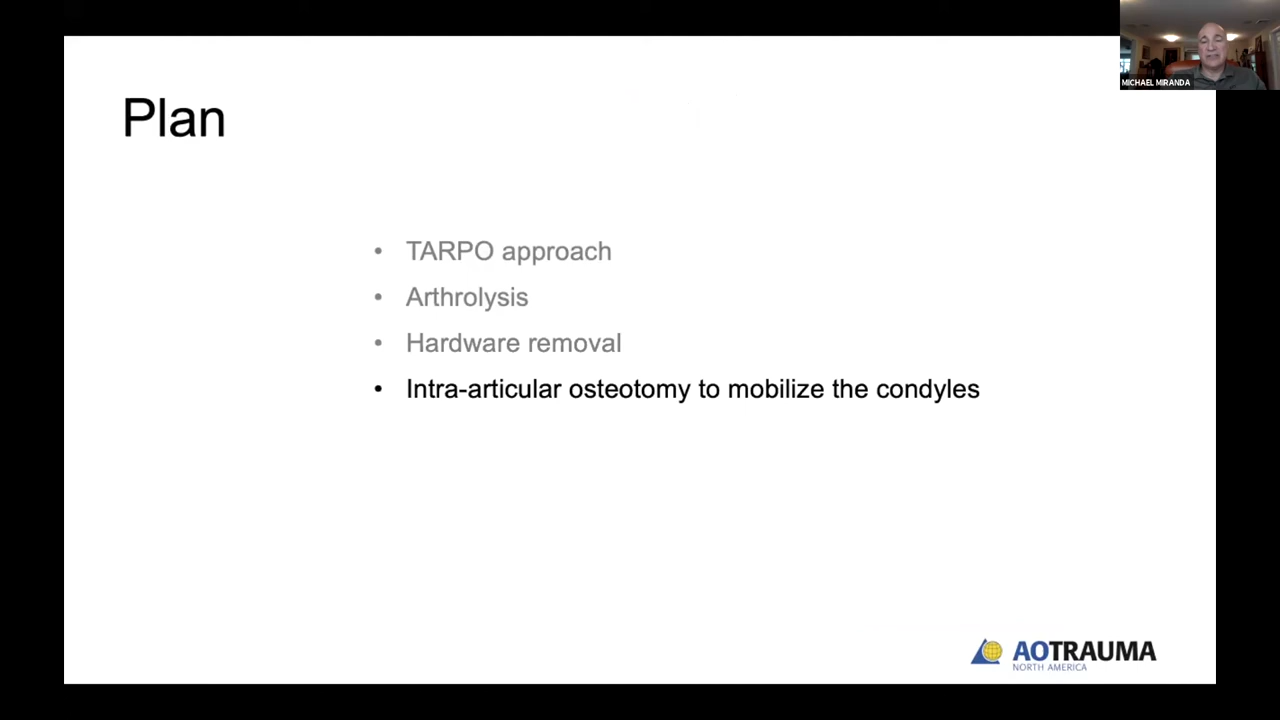 MICHAEL MIRANDA
Plan
• TARPO approach
• Arthrolysis
• Hardware removal
• Intra-articular osteotomy to mobilize the condyles
AOTRAUMA
NORTH AMERICA